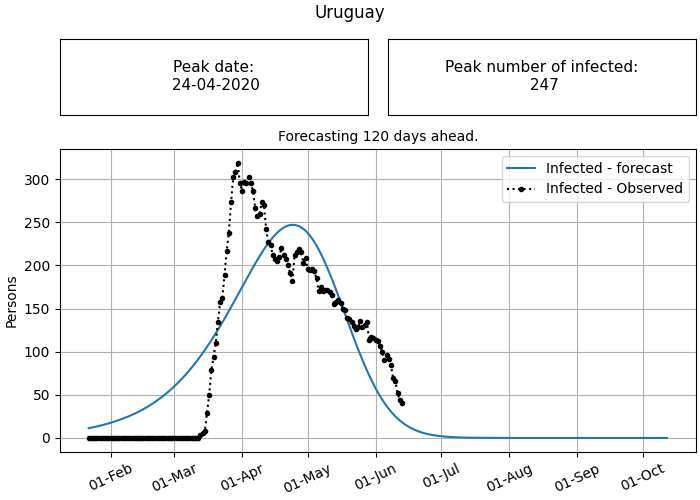 Uruguay
Peak date:
24-04-2020
Peak number of infected:
247
Forecasting 120 days ahead.
Infected - forecast
Infected - Observed
Persons
300
250
200
150
100
50
0
01-Feb
01-Mar
01-Apr
01-May
01-Jun
01-Jul
01-Aug
01-Sep
01-Oct